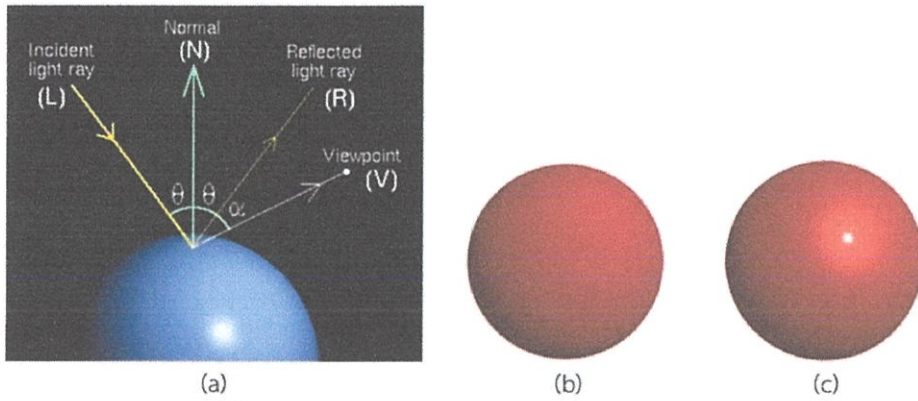 Normal
(N)
Incident
light ray
(L)
Reflected
light ray
(R)
Viewpoint
(V)
θ θ α
(a)
(b)
(c)